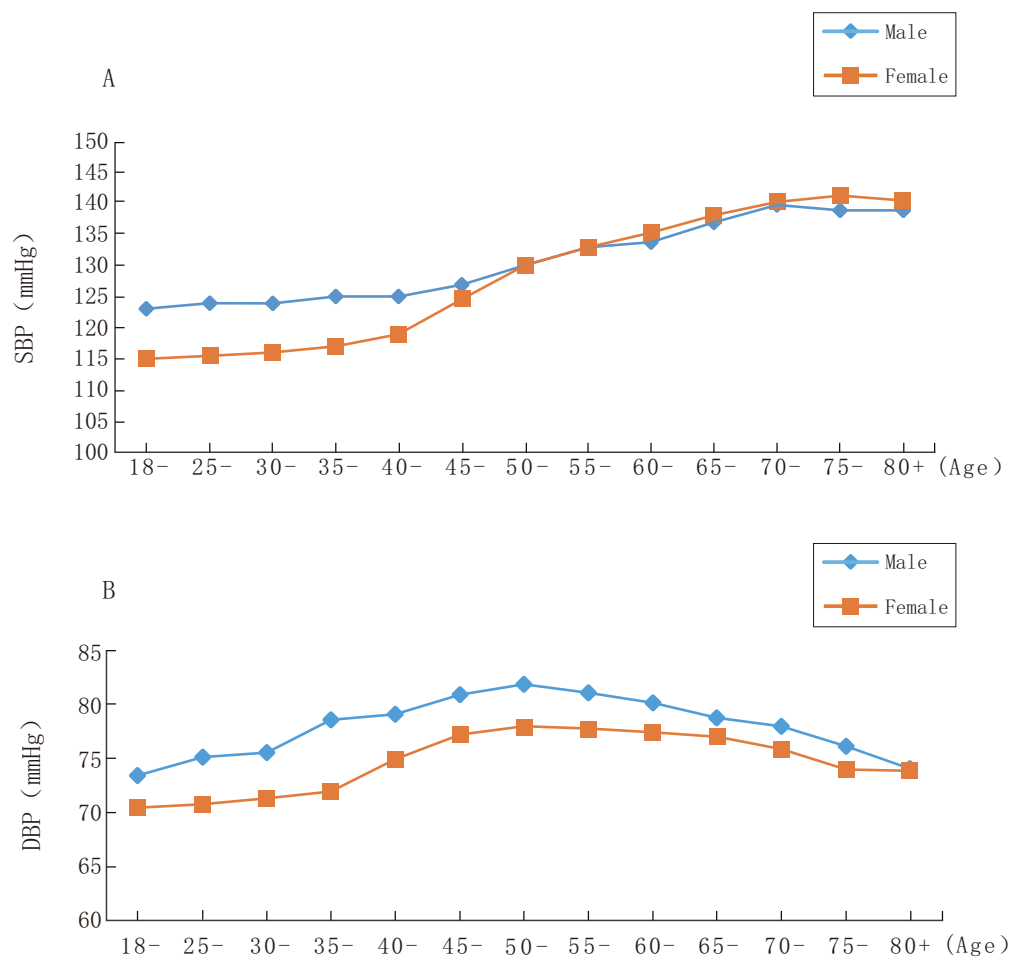 Male
Female
A
150
145
140
135
130
125
120
115
110
105
100
SBP (mmHg)
18- 25- 30- 35- 40- 45- 50- 55- 60- 65- 70- 75- 80+ (Age)
Male
Female
B
85
80
75
70
65
60
DBP (mmHg)
18- 25- 30- 35- 40- 45- 50- 55- 60- 65- 70- 75- 80+ (Age)